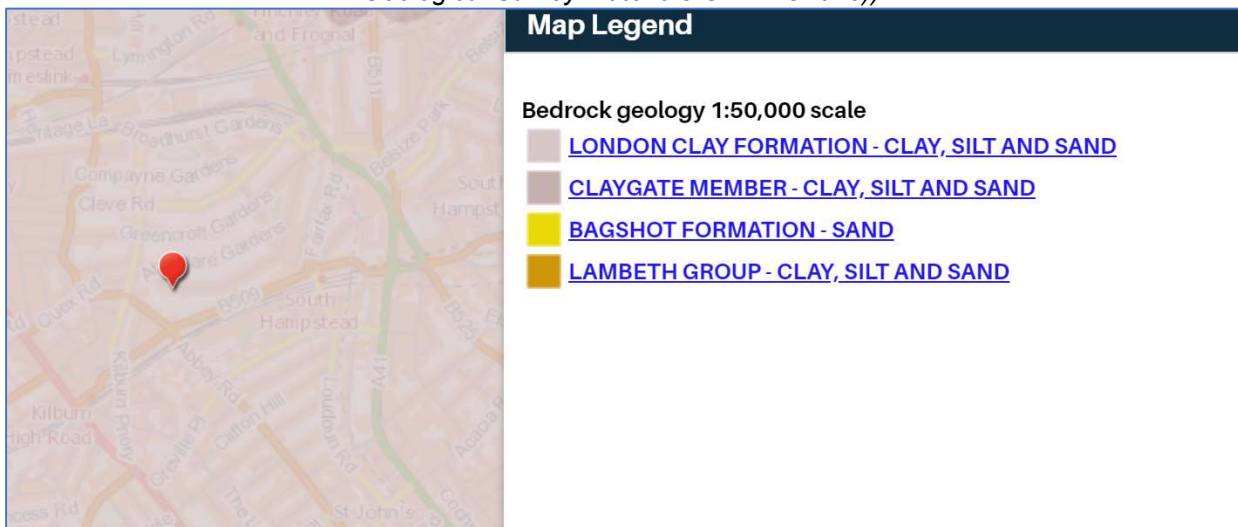 Finchley Road
and Frognal
Lymington Rd
B511
Broadhurst Gardens
Belsize Park
Compayne Gardens
Cleve Rd
Fairfax Rd
Greencroft Gardens
Quex Rd
B509
South
Hampstead
B525
Abbey Rd
A41
Kilburn Priory
Clifton Hill
Loudoun Rd
Kilburn
High Road
Greville Pl
St John's
Map Legend
Bedrock geology 1:50,000 scale
LONDON CLAY FORMATION - CLAY, SILT AND SAND
CLAYGATE MEMBER - CLAY, SILT AND SAND
BAGSHOT FORMATION - SAND
LAMBETH GROUP - CLAY, SILT AND SAND